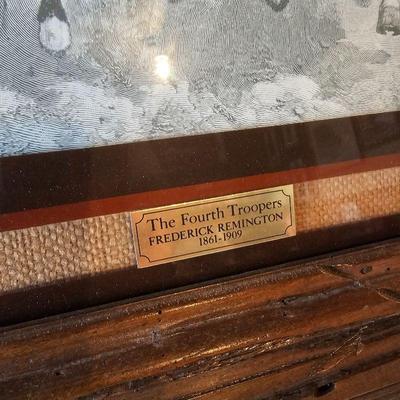 The Fourth Troopers
FREDERICK REMINGTON
1861-1909